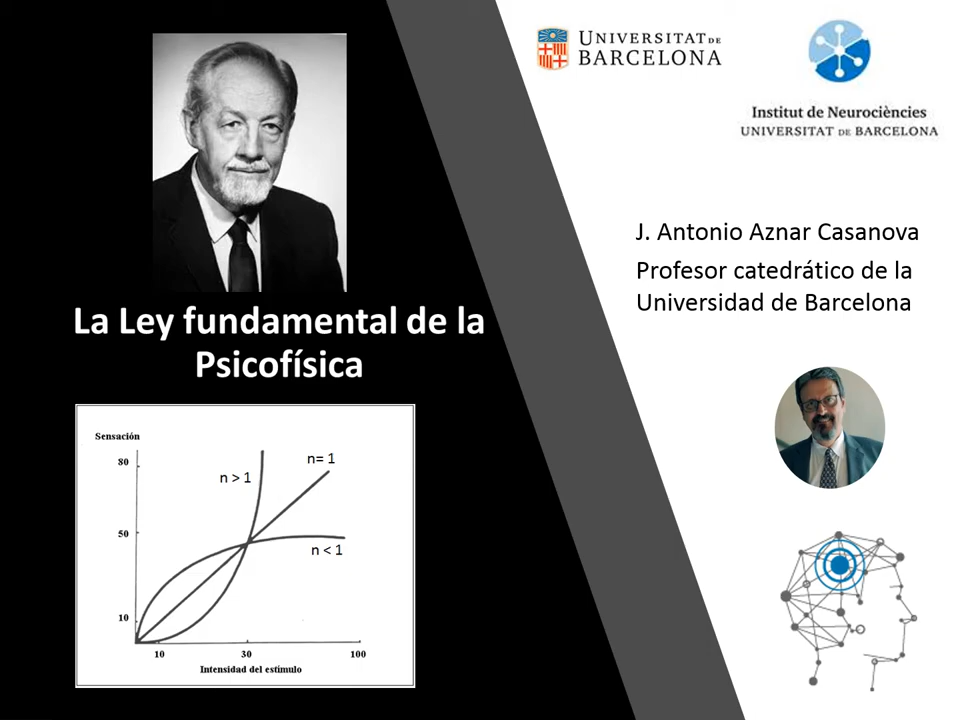 UNIVERSITAT DE
BARCELONA
Institut de Neurociències
UNIVERSITAT DE BARCELONA
J. Antonio Aznar Casanova
Profesor catedrático de la
Universidad de Barcelona
La Ley fundamental de la
Psicofísica
Sensación
80
50
10
n > 1
n= 1
n < 1
10
30
100
Intensidad del estímulo